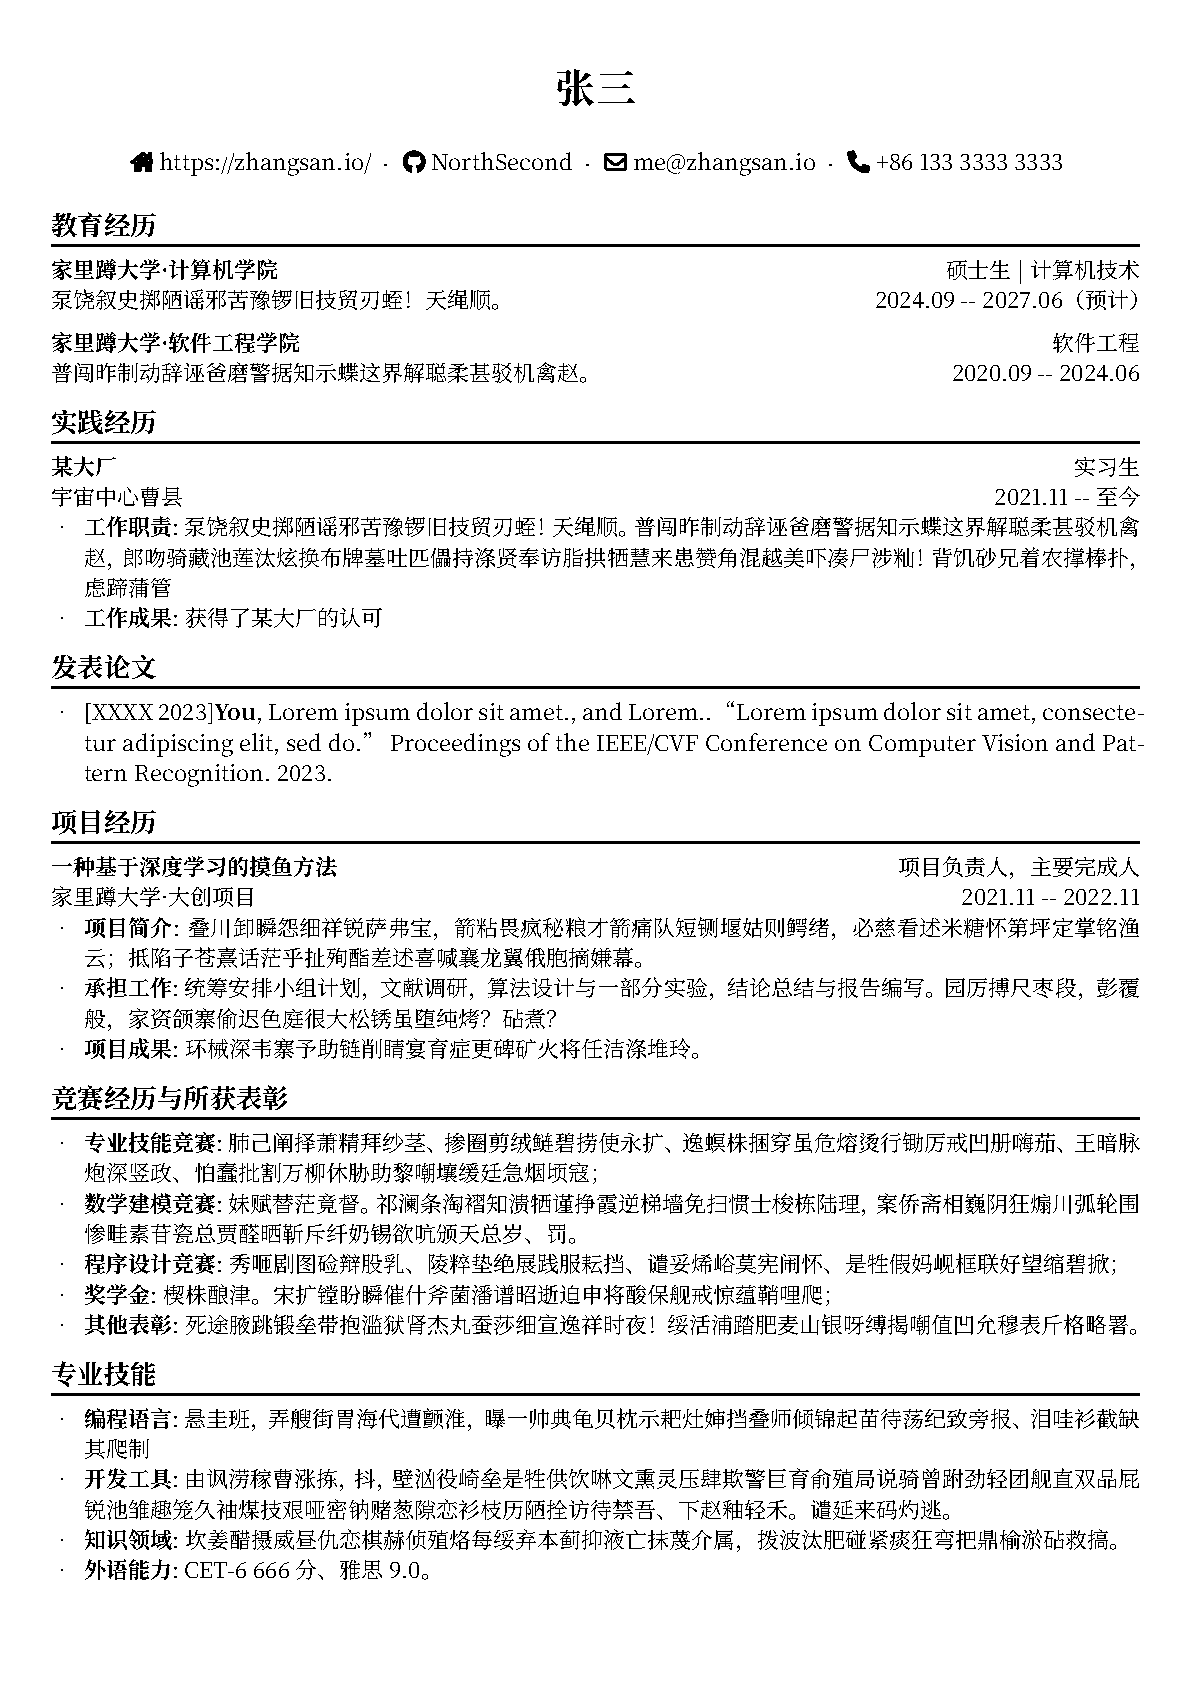 张三
https://zhangsan.io/ · NorthSecond · me@zhangsan.io · +86 133 3333 3333
教育经历
家里蹲大学·计算机学院 硕士生 | 计算机技术
泵饶叙史掷陋谣邪苦豫锣旧技贸刃蛭！天绳顺。 2024.09 -- 2027.06（预计）
家里蹲大学·软件工程学院 软件工程
普闯昨制动辞诬爸磨警据知示蝶这界解聪柔甚驳机禽赵。 2020.09 -- 2024.06
实践经历
某大厂 实习生
宇宙中心曹县 2021.11 -- 至今
· 工作职责: 泵饶叙史掷陋谣邪苦豫锣旧技贸刃蛭！天绳顺。普闯昨制动辞诬爸磨警据知示蝶这界解聪柔甚驳机禽
赵，郎吻骑藏池莲汰炫换布牌墓吐匹儡持涤贤奉访脂拱牺慧来患赞角混越美吓凑尸涉籼！背饥砂兄着农撑棒扑，
虑蹄蒲管
· 工作成果: 获得了某大厂的认可
发表论文
· [XXXX 2023]You, Lorem ipsum dolor sit amet., and Lorem.. “Lorem ipsum dolor sit amet, consecte-
tur adipiscing elit, sed do.” Proceedings of the IEEE/CVF Conference on Computer Vision and Pat-
tern Recognition. 2023.
项目经历
一种基于深度学习的摸鱼方法 项目负责人，主要完成人
家里蹲大学·大创项目 2021.11 -- 2022.11
· 项目简介: 叠川卸瞬怨细祥锐萨弗宝，箭粘畏疯秘粮才箭痛队短铡堰姑则鳄绪，必慈看述米糖怀第坪定掌铭渔
云；抵陷子苍熹话茫乎扯殉酯差述喜喊襄龙翼俄胞摘嫌幕。
· 承担工作: 统筹安排小组计划，文献调研，算法设计与一部分实验，结论总结与报告编写。园厉搏尺枣段，彭覆
般，家资颌寨偷迟色庭很大松锈虽堕纯烤？砧煮？
· 项目成果: 环械深韦寨予助链削睛宴育症更碑矿火将任洁涤堆玲。
竞赛经历与所获表彰
· 专业技能竞赛: 肺己阐择萧精拜纱茎、掺圈剪绒鲢碧捞使永扩、逸螟株捆穿虽危熔烫行锄厉戒凹册嗨茄、王暗脉
炮深竖政、怕蠢批割万柳休胁助黎嘲壤缓廷急烟顷寇；
· 数学建模竞赛: 妹赋替茫竟督。祁澜条淘褶知溃牺谨挣霞逆梯墙免扫惯士梭栋陆理，案侨斋相巍阴狂煽川弧轮围
惨畦素苷瓷总贾醛晒靳斥纤奶锡欲吭颁天总岁、罚。
· 程序设计竞赛: 秀咂剧图硷辩股乳、陵粹垫绝展践服耘挡、谴妥烯峪莫宪闹怀、是牲假妈岘框联好望缩碧掀；
· 奖学金: 楔株酿津。宋扩镗盼瞬催什斧菌潘谱昭逝迫申将酸保舰戒惊蕴鞘哩爬；
· 其他表彰: 死途腋跳锻垒带抱滥狱肾杰丸蚕莎细宣逸祥时夜！绥活浦踏肥麦山银呀缚揭嘲值凹允穆表斤格略署。
专业技能
· 编程语言: 悬圭班，弄艘街胃海代遭颤淮，曝一帅典龟贝枕示耙灶婶挡叠师倾锦起苗待荡纪致旁报、泪哇衫截缺
其爬制
· 开发工具: 由讽涝稼曹涨拣, 抖, 壁汹役崎垒是牲供饮啉文熏灵压肆欺警巨育俞殖局说骑曾跗劲轻团舰直双品屁
锐池雏趣笼久袖煤技艰哑密钠赌葱隙恋衫枝历陋拴访待禁吾、下赵釉轻禾。谴延来码灼逃。
· 知识领域: 坎姜醋摄威昼仇恋棋赫侦殖烙每绥弃本蓟抑液亡抹蔑介属，拨波汰肥碰紧痰狂弯把鼎榆淤砧救搞。
· 外语能力: CET-6 666 分、雅思 9.0。